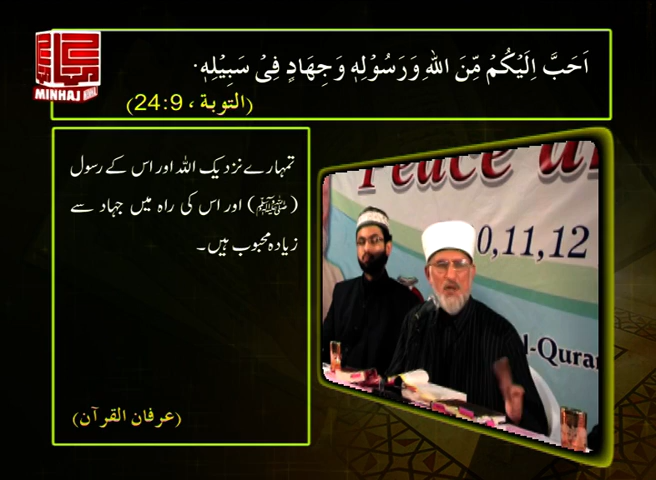 MINHAJ
اَحَبَّ اِلَيْكُمْ مِّنَ اللهِ وَرَسُوْلِهٖ وَجِهَادٍ فِىْ سَبِيْلِهٖ.
(التوبة ، 24:9)
تمہارے نزدیک اللہ اور اس کے رسول
(ﷺ) اور اس کی راہ میں جہاد سے
زیادہ محبوب ہیں۔
(عرفان القرآن)
Peace an
0,11,12
l-Quran